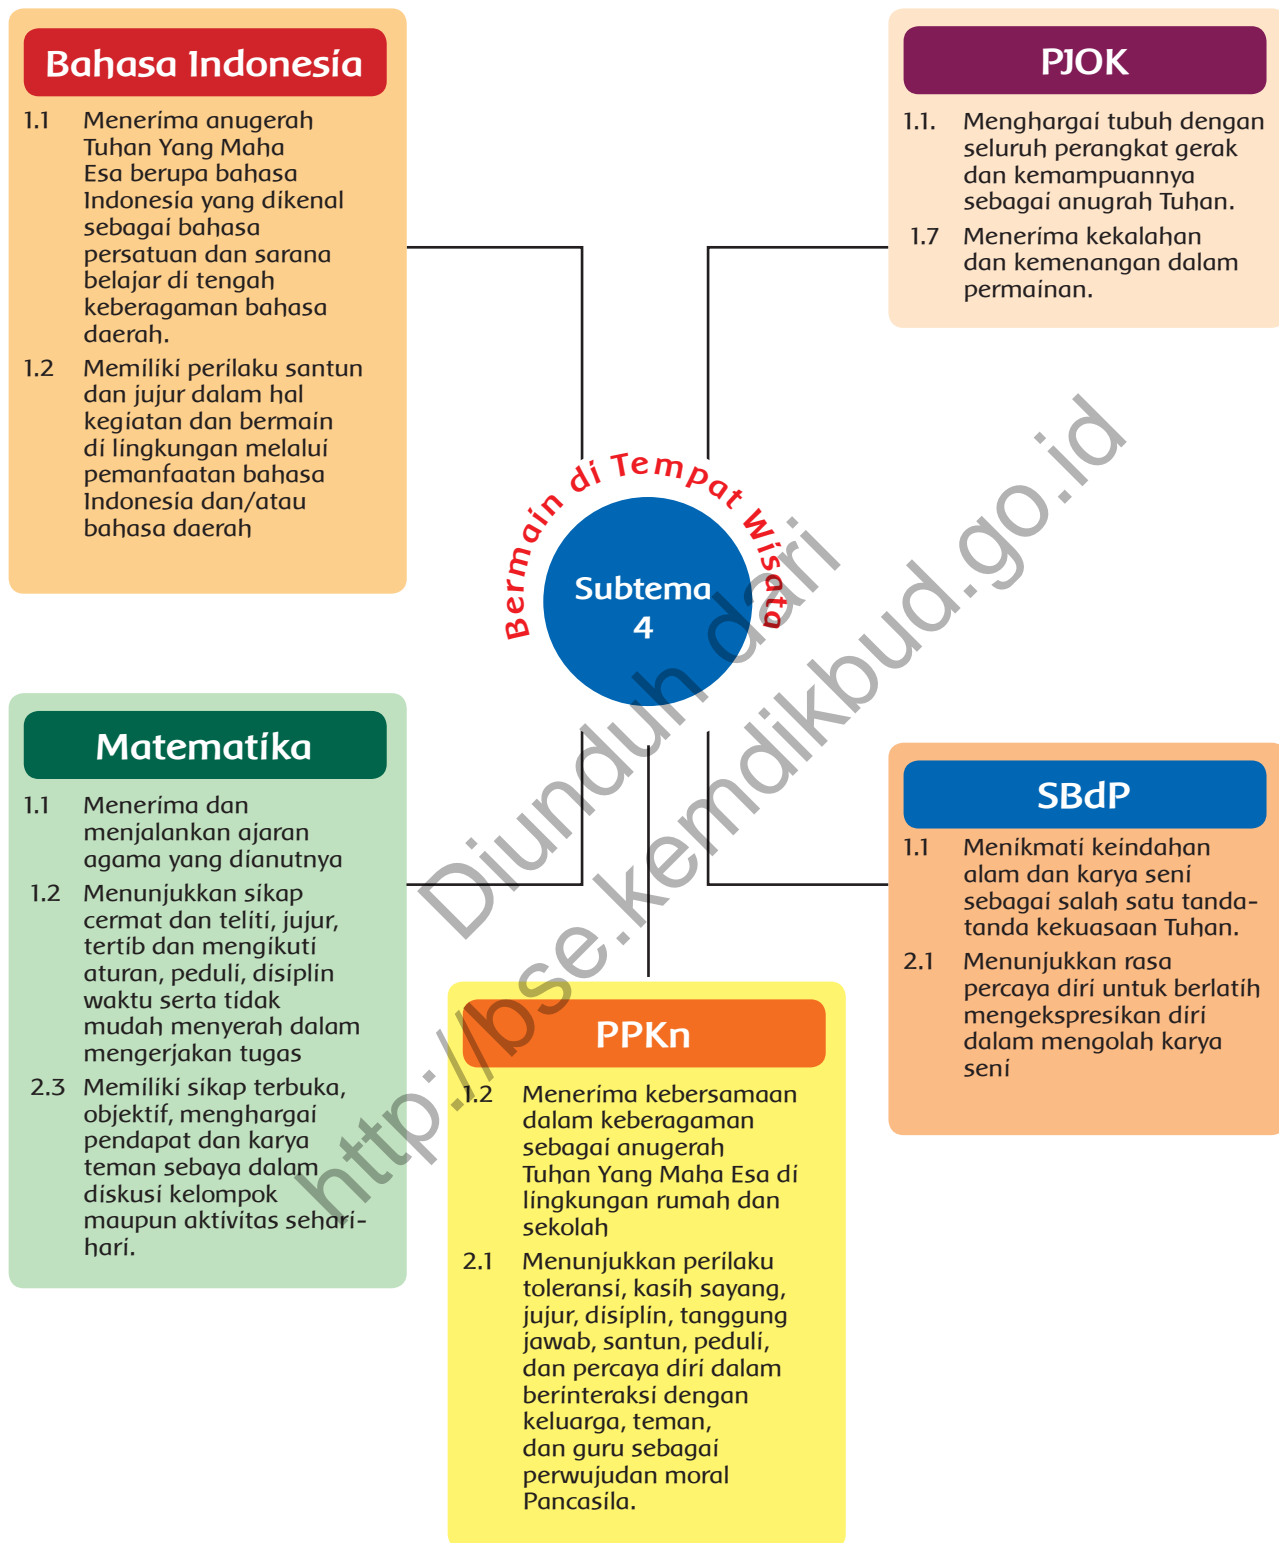 Bahasa Indonesia
1.1 Menerima anugerah
Tuhan Yang Maha
Esa berupa bahasa
Indonesia yang dikenal
sebagai bahasa
persatuan dan sarana
belajar di tengah
keberagaman bahasa
daerah.
1.2 Memiliki perilaku santun
dan jujur dalam hal
kegiatan dan bermain
di lingkungan melalui
pemanfaatan bahasa
Indonesia dan/atau
bahasa daerah
PJOK
1.1. Menghargai tubuh dengan
seluruh perangkat gerak
dan kemampuannya
sebagai anugrah Tuhan.
1.7 Menerima kekalahan
dan kemenangan dalam
permainan.
Bermain di Tempat Wisata
Subtema
4
Matematika
1.1 Menerima dan
menjalankan ajaran
agama yang dianutnya
1.2 Menunjukkan sikap
cermat dan teliti, jujur,
tertib dan mengikuti
aturan, peduli, disiplin
waktu serta tidak
mudah menyerah dalam
mengerjakan tugas
2.3 Memiliki sikap terbuka,
objektif, menghargai
pendapat dan karya
teman sebaya dalam
diskusi kelompok
maupun aktivitas sehari-
hari.
SBdP
1.1 Menikmati keindahan
alam dan karya seni
sebagai salah satu tanda-
tanda kekuasaan Tuhan.
2.1 Menunjukkan rasa
percaya diri untuk berlatih
mengekspresikan diri
dalam mengolah karya
seni
PPKn
1.2 Menerima kebersamaan
dalam keberagaman
sebagai anugerah
Tuhan Yang Maha Esa di
lingkungan rumah dan
sekolah
2.1 Menunjukkan perilaku
toleransi, kasih sayang,
jujur, disiplin, tanggung
jawab, santun, peduli,
dan percaya diri dalam
berinteraksi dengan
keluarga, teman,
dan guru sebagai
perwujudan moral
Pancasila.
Diunduh dari
http://bse.kemdikbud.go.id